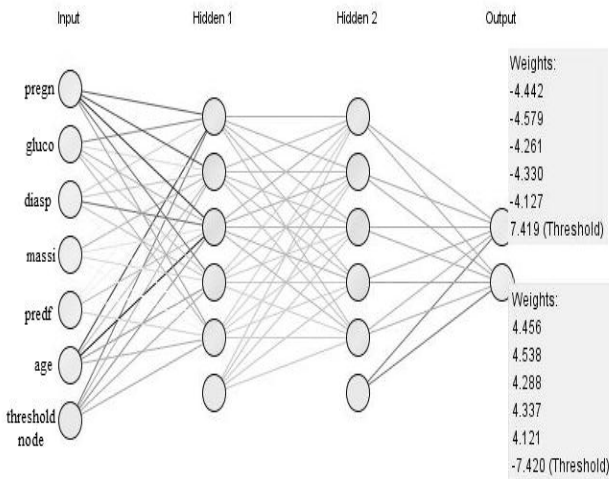 Input Hidden 1 Hidden 2 Output
pregn
gluco
diasp
massi
predf
age
threshold
node
Weights:
-4.442
-4.579
-4.261
-4.330
-4.127
7.419 (Threshold)
Weights:
4.456
4.538
4.288
4.337
4.121
-7.420 (Threshold)